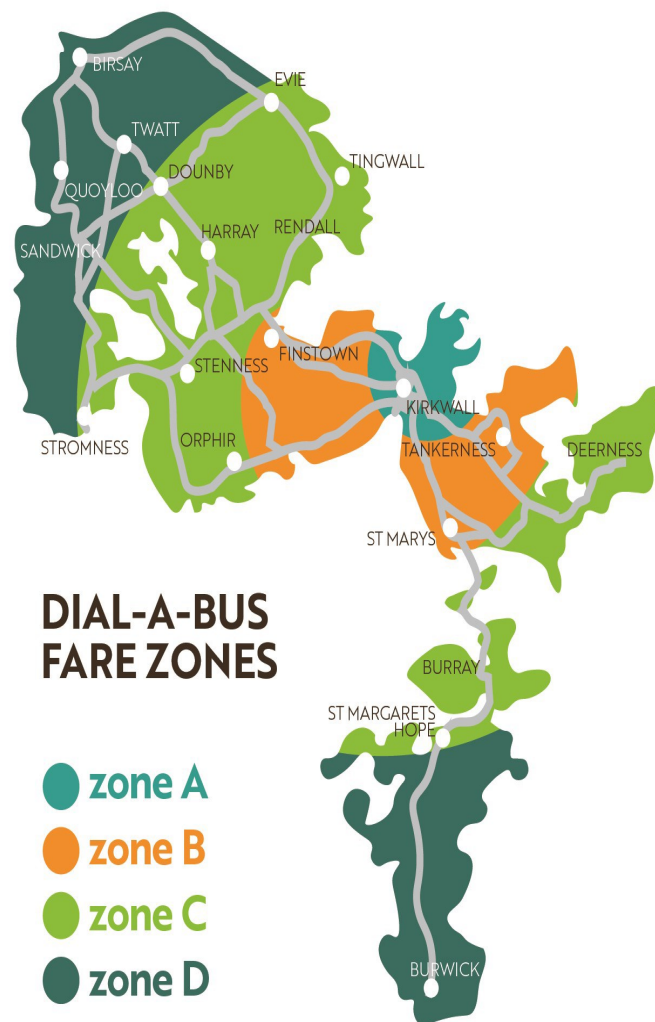 BIRSAY
EVIE
TWATT
TINGWALL
DOUNBY
QUOYLOO
HARRAY
RENDALL
SANDWICK
FINSTOWN
STENNESS
KIRKWALL
STROMNESS
ORPHIR
TANKERNESS
DEERNESS
ST MARYS
DIAL-A-BUS
FARE ZONES
BURRAY
ST MARGARETS
HOPE
zone A
zone B
zone C
zone D
BURWICK